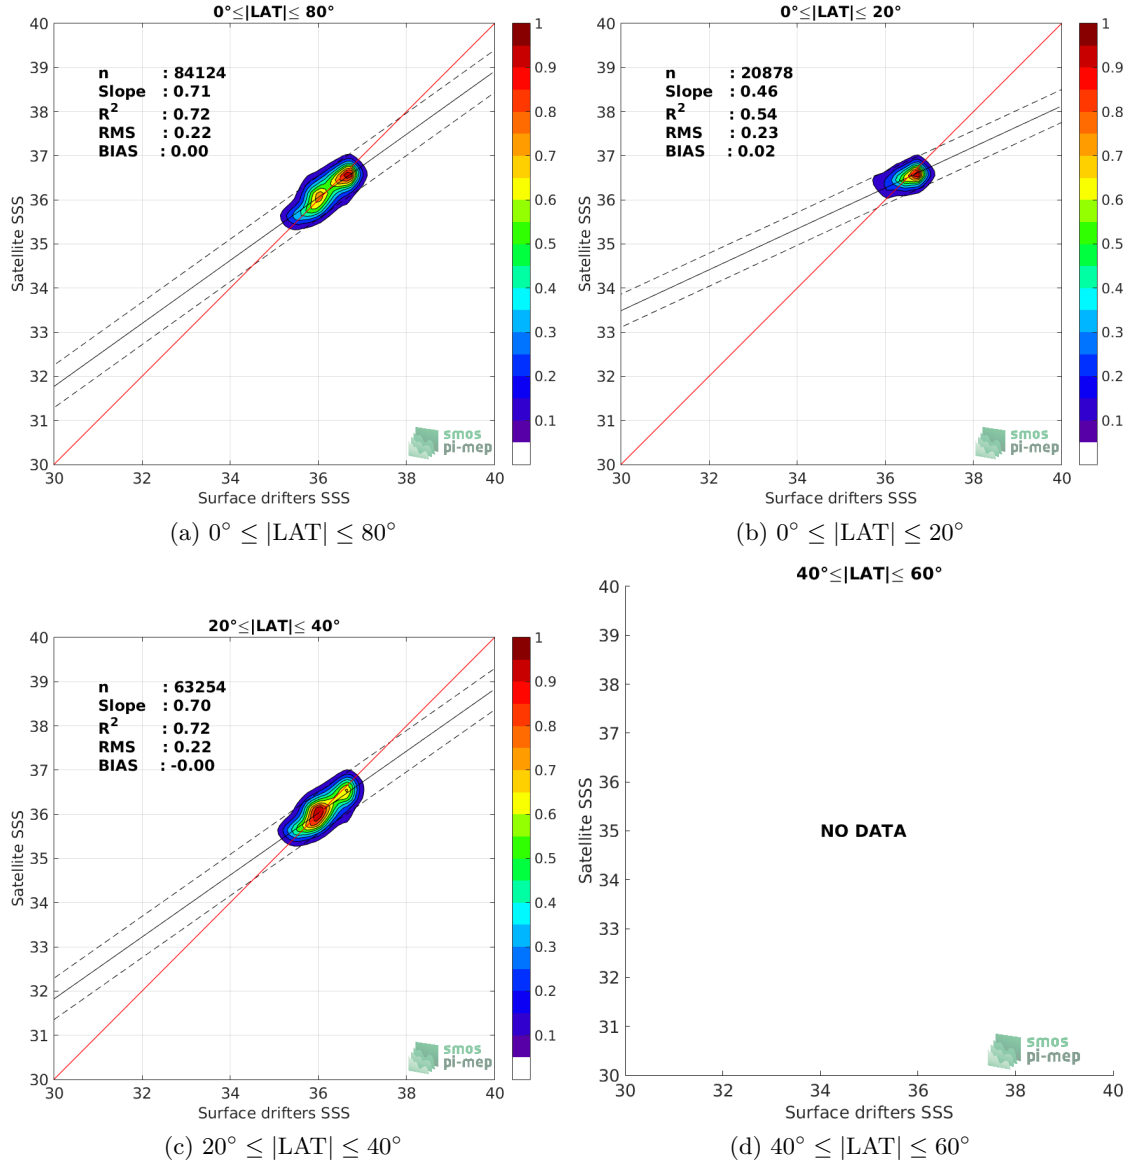 0°≤|LAT|≤ 80°
40
39
38
37
36
35
34
33
32
31
30
Satellite SSS
n : 84124
Slope : 0.71
R2 : 0.72
RMS : 0.22
BIAS : 0.00
smos
pi-mep
30 32 34 36 38 40
Surface drifters SSS
1
0.9
0.8
0.7
0.6
0.5
0.4
0.3
0.2
0.1
(a) 0° ≤ |LAT| ≤ 80°
0°≤|LAT|≤ 20°
40
39
38
37
36
35
34
33
32
31
30
Satellite SSS
n : 20878
Slope : 0.46
R2 : 0.54
RMS : 0.23
BIAS : 0.02
smos
pi-mep
30 32 34 36 38 40
Surface drifters SSS
1
0.9
0.8
0.7
0.6
0.5
0.4
0.3
0.2
0.1
(b) 0° ≤ |LAT| ≤ 20°
20°≤|LAT|≤ 40°
40
39
38
37
36
35
34
33
32
31
30
Satellite SSS
n : 63254
Slope : 0.70
R2 : 0.72
RMS : 0.22
BIAS : -0.00
smos
pi-mep
30 32 34 36 38 40
Surface drifters SSS
1
0.9
0.8
0.7
0.6
0.5
0.4
0.3
0.2
0.1
(c) 20° ≤ |LAT| ≤ 40°
40°≤|LAT|≤ 60°
40
39
38
37
36
35
34
33
32
31
30
Satellite SSS
NO DATA
smos
pi-mep
30 32 34 36 38 40
Surface drifters SSS
(d) 40° ≤ |LAT| ≤ 60°